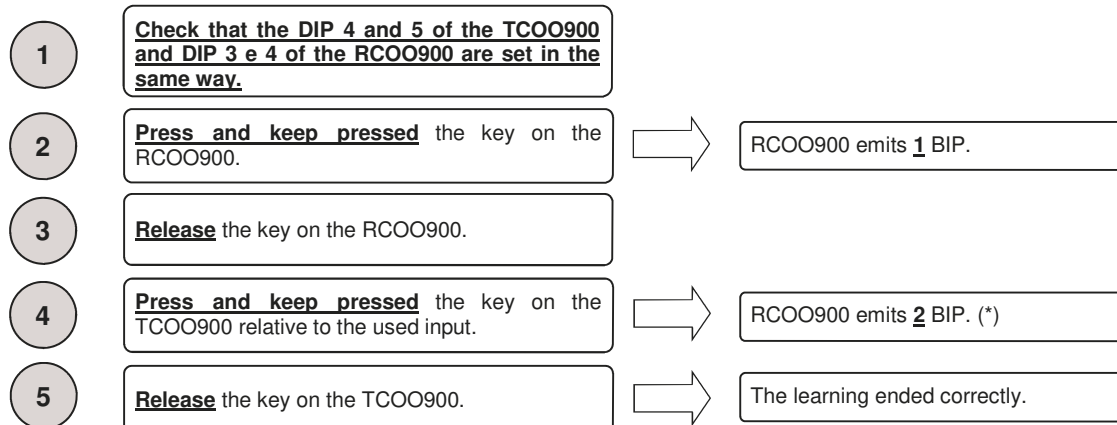 1
Check that the DIP 4 and 5 of the TCOO900
and DIP 3 e 4 of the RCOO900 are set in the
same way.
2
Press and keep pressed the key on the
RCOO900.
RCOO900 emits 1 BIP.
3
Release the key on the RCOO900.
4
Press and keep pressed the key on the
TCOO900 relative to the used input.
RCOO900 emits 2 BIP. (*)
5
Release the key on the TCOO900.
The learning ended correctly.